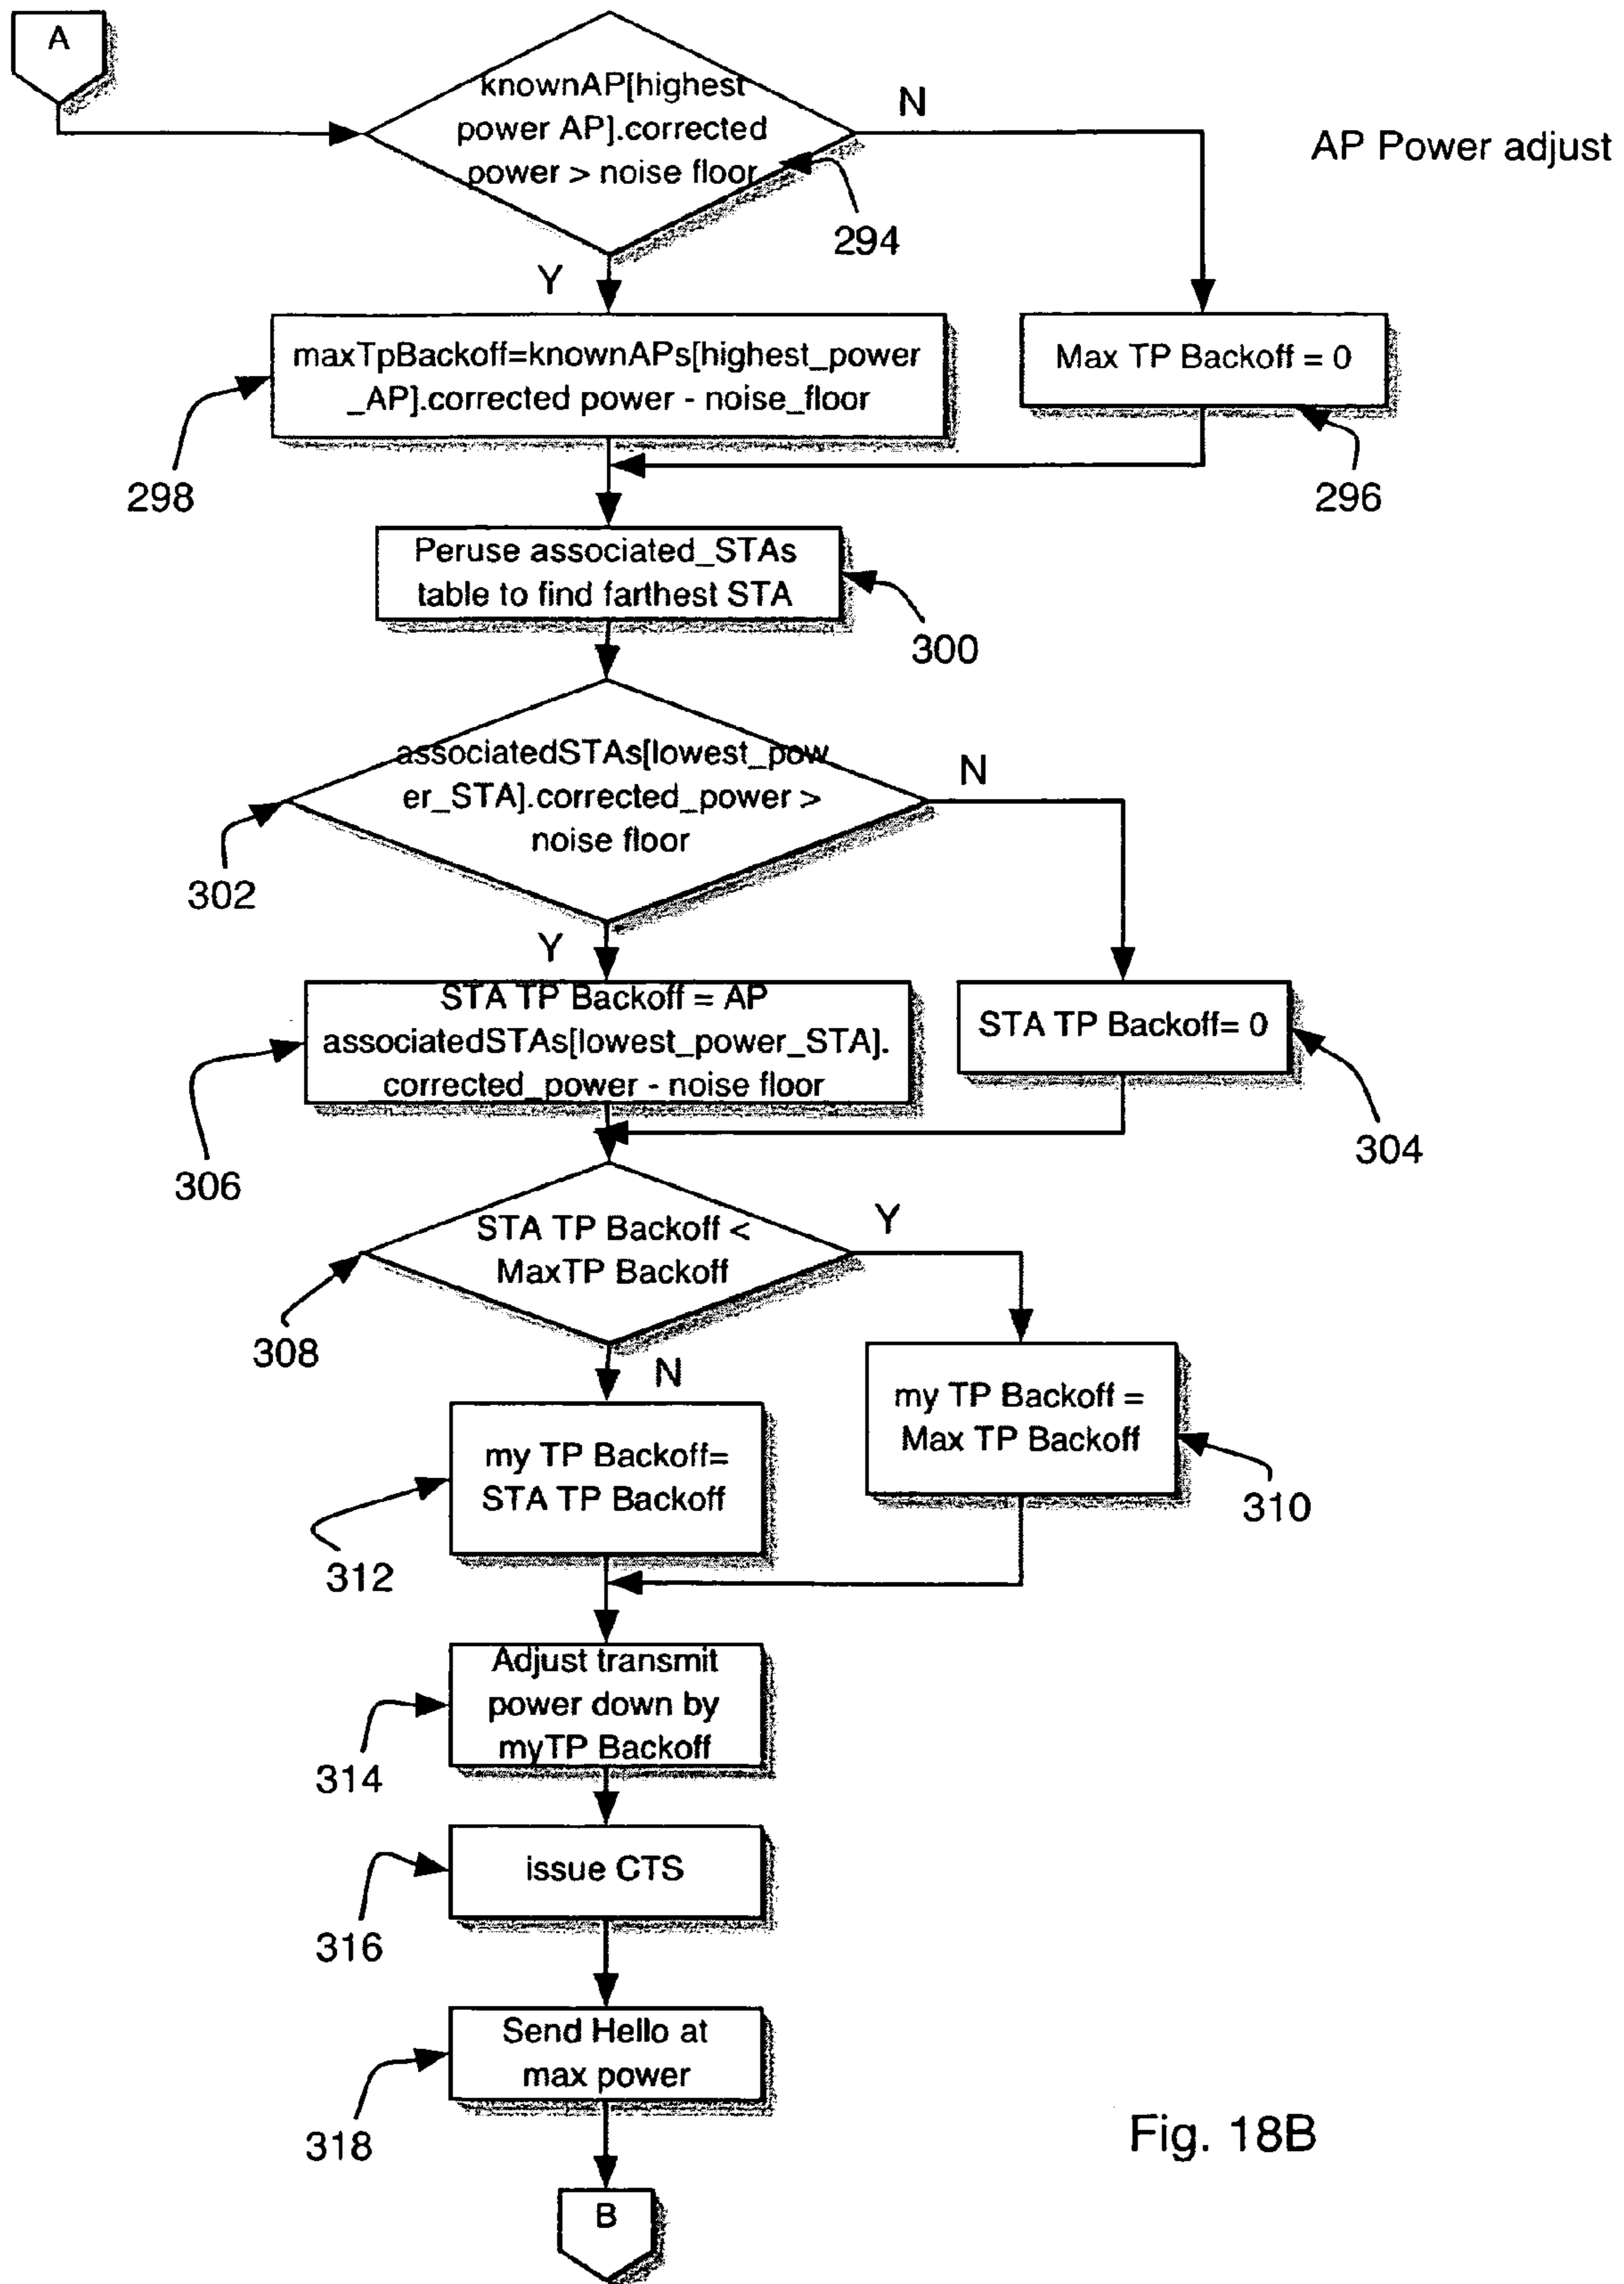 A
knownAP[highest
power AP].corrected
power > noise floor
N
AP Power adjust
294
Y
maxTpBackoff=knownAPs[highest_power
_AP].corrected power - noise_floor
Max TP Backoff = 0
298
296
Peruse associated_STAs
table to find farthest STA
300
associatedSTAs[lowest_pow
er_STA].corrected_power >
noise floor
N
302
Y
STA TP Backoff = AP
associatedSTAs[lowest_power_STA].
corrected_power - noise floor
STA TP Backoff= 0
304
306
STA TP Backoff <
MaxTP Backoff
Y
308
N
my TP Backoff =
Max TP Backoff
my TP Backoff=
STA TP Backoff
310
312
Adjust transmit
power down by
myTP Backoff
314
issue CTS
316
Send Hello at
max power
318
Fig. 18B
B